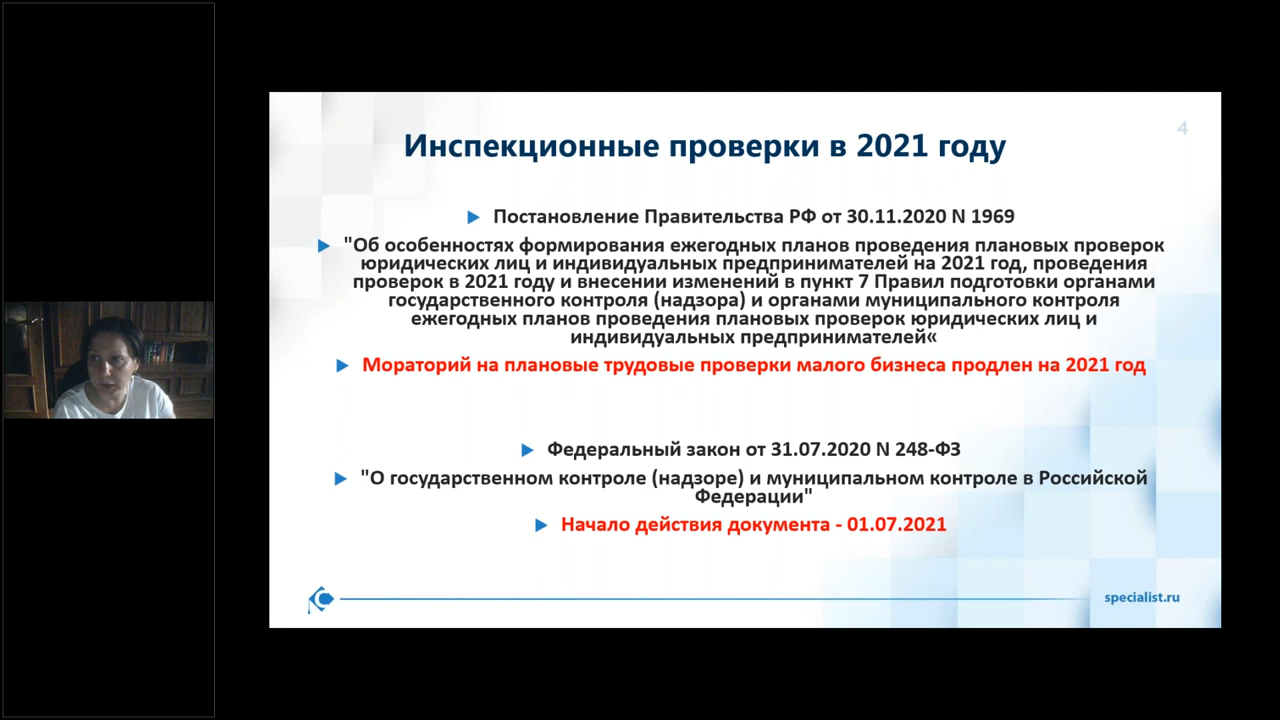 4
Инспекционные проверки в 2021 году
Постановление Правительства РФ от 30.11.2020 N 1969
"Об особенностях формирования ежегодных планов проведения плановых проверок
юридических лиц и индивидуальных предпринимателей на 2021 год, проведения
проверок в 2021 году и внесении изменений в пункт 7 Правил подготовки органами
государственного контроля (надзора) и органами муниципального контроля
ежегодных планов проведения плановых проверок юридических лиц и
индивидуальных предпринимателей«
Мораторий на плановые трудовые проверки малого бизнеса продлен на 2021 год
Федеральный закон от 31.07.2020 N 248-ФЗ
"О государственном контроле (надзоре) и муниципальном контроле в Российской
Федерации"
Начало действия документа - 01.07.2021
specialist.ru